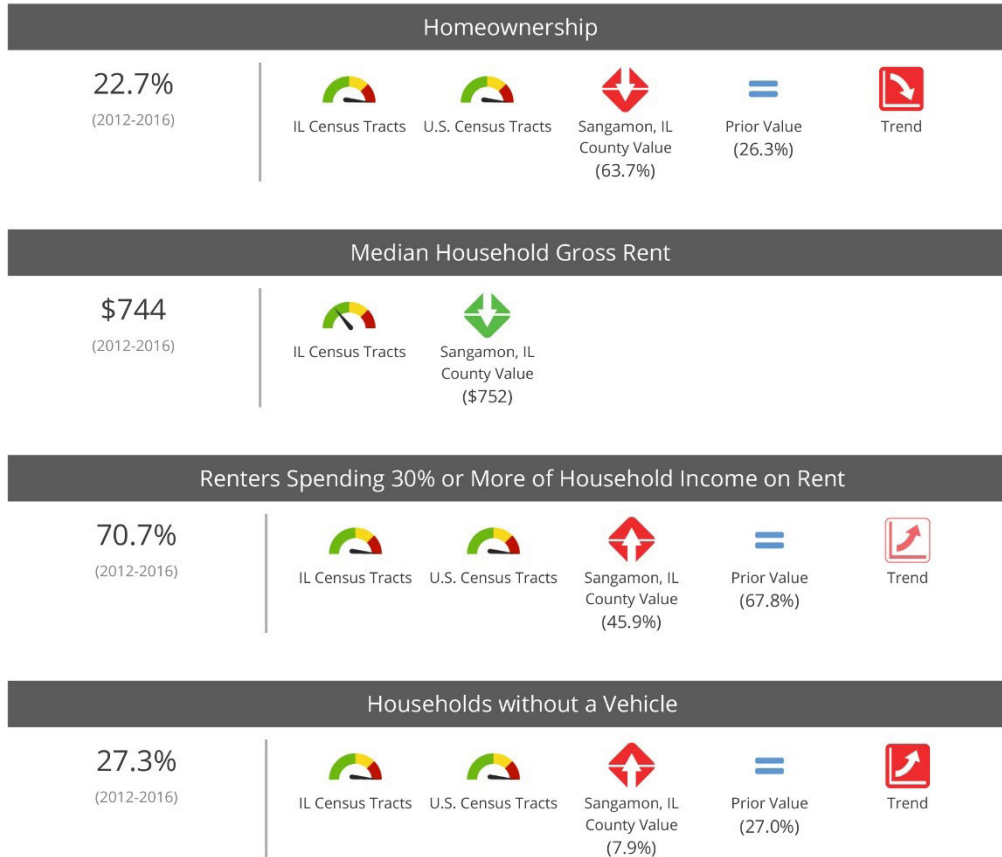 Homeownership
22.7%
(2012-2016)
IL Census Tracts
U.S. Census Tracts
Sangamon, IL
County Value
(63.7%)
Prior Value
(26.3%)
Trend
Median Household Gross Rent
$744
(2012-2016)
IL Census Tracts
Sangamon, IL
County Value
($752)
Renters Spending 30% or More of Household Income on Rent
70.7%
(2012-2016)
IL Census Tracts
U.S. Census Tracts
Sangamon, IL
County Value
(45.9%)
Prior Value
(67.8%)
Trend
Households without a Vehicle
27.3%
(2012-2016)
IL Census Tracts
U.S. Census Tracts
Sangamon, IL
County Value
(7.9%)
Prior Value
(27.0%)
Trend